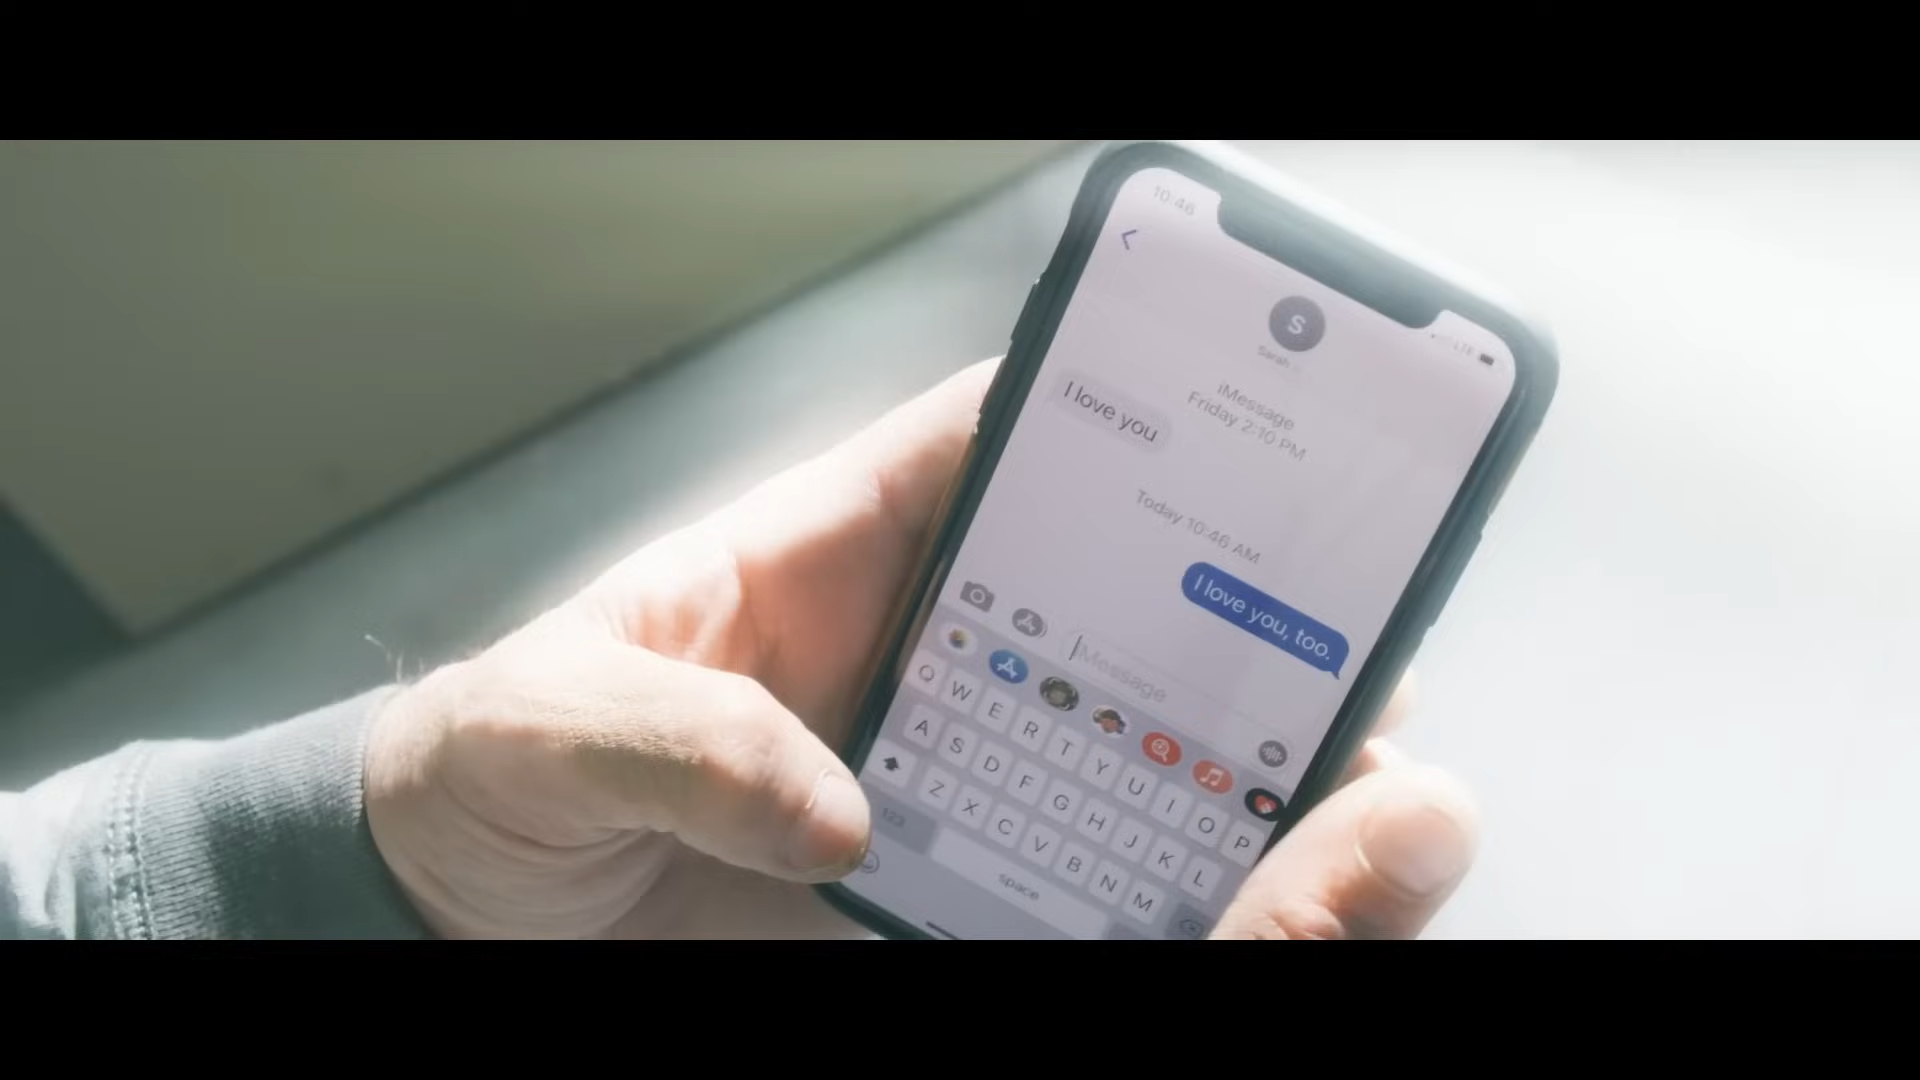 10:46
LTE
S
Sarah
iMessage
Friday 2:10 PM
I love you
Today 10:46 AM
I love you, too.
iMessage
Q W E R T Y U I O P
A S D F G H J K L
Z X C V B N M
123
space